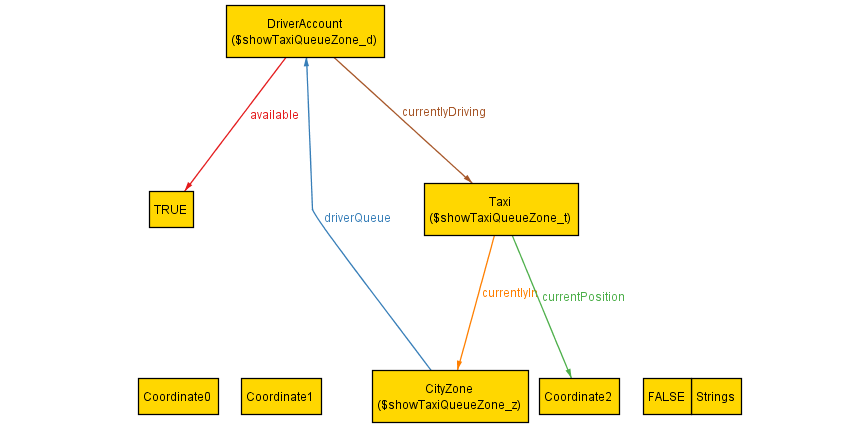 DriverAccount
($showTaxiQueueZone_d)
available
currentlyDriving
TRUE
Taxi
($showTaxiQueueZone_t)
driverQueue
currentlyIn
currentPosition
Coordinate0
Coordinate1
CityZone
($showTaxiQueueZone_z)
Coordinate2
FALSE
Strings